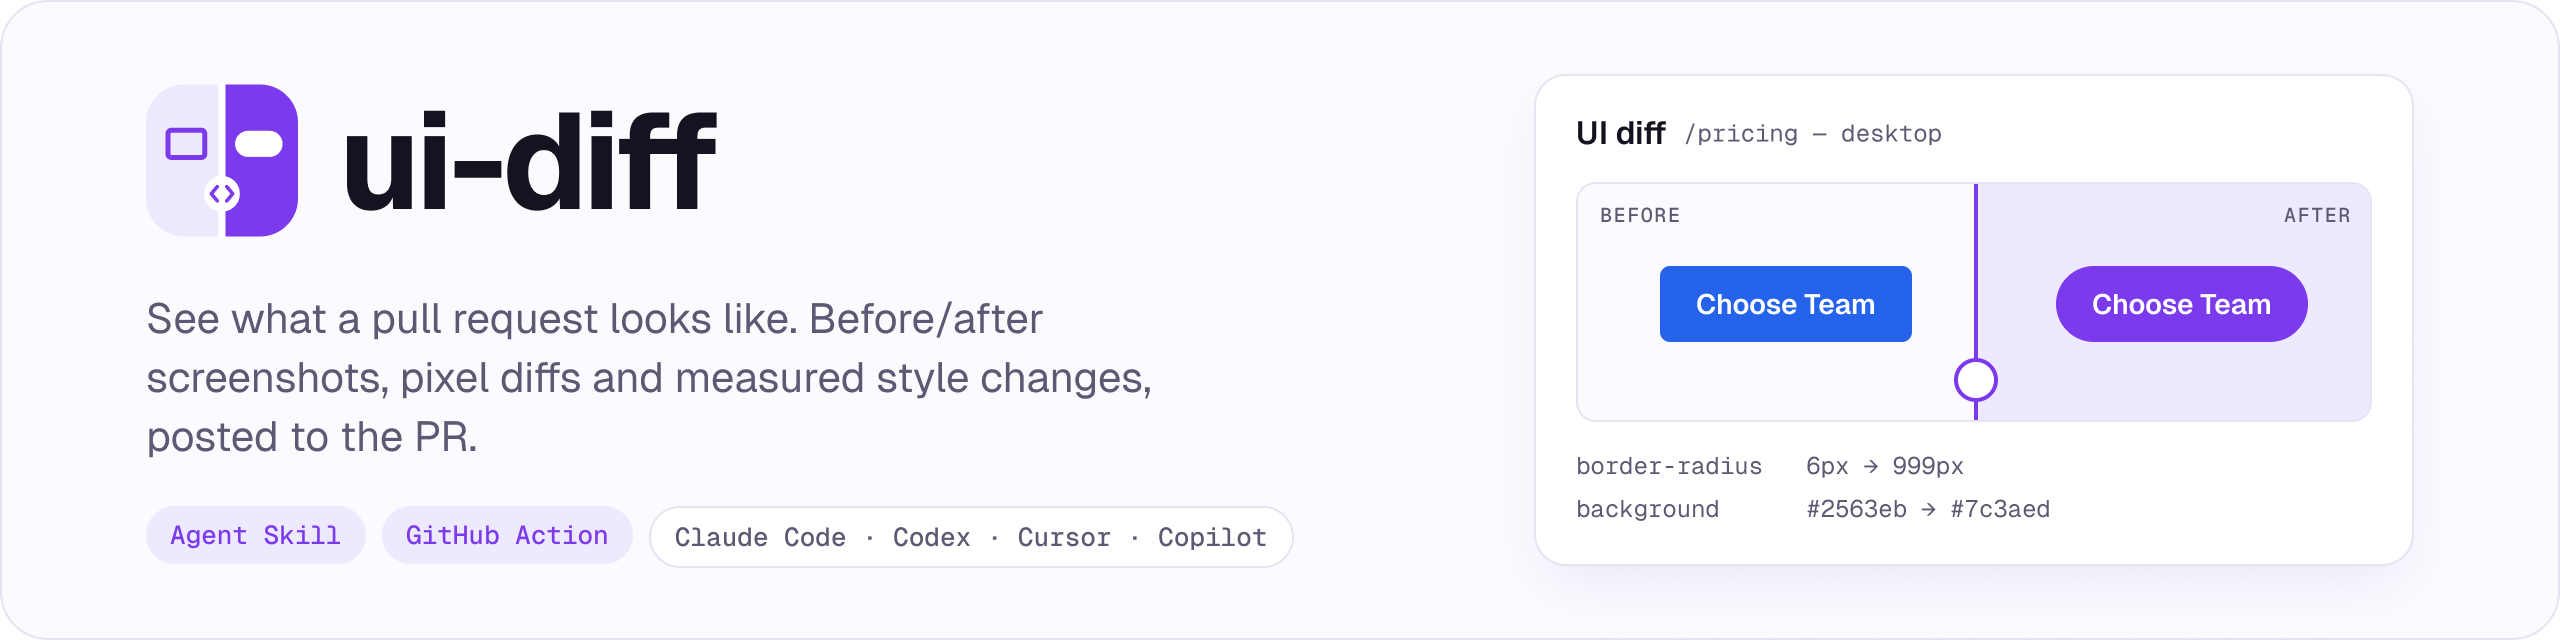 ui-diff
See what a pull request looks like. Before/after
screenshots, pixel diffs and measured style changes,
posted to the PR.
Agent Skill
GitHub Action
Claude Code · Codex · Cursor · Copilot
UI diff /pricing — desktop
BEFORE
AFTER
Choose Team
Choose Team
border-radius 6px → 999px
background #2563eb → #7c3aed